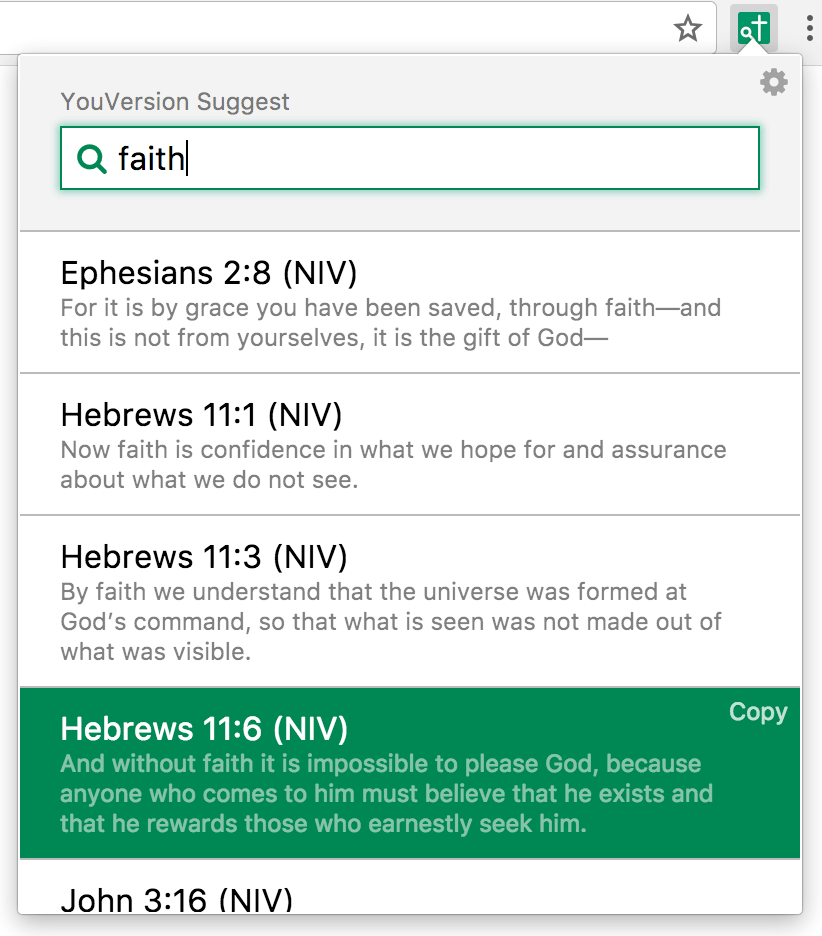 YouVersion Suggest
faith
Ephesians 2:8 (NIV)
For it is by grace you have been saved, through faith—and
this is not from yourselves, it is the gift of God—
Hebrews 11:1 (NIV)
Now faith is confidence in what we hope for and assurance
about what we do not see.
Hebrews 11:3 (NIV)
By faith we understand that the universe was formed at
God’s command, so that what is seen was not made out of
what was visible.
Copy
Hebrews 11:6 (NIV)
And without faith it is impossible to please God, because
anyone who comes to him must believe that he exists and
that he rewards those who earnestly seek him.
John 3:16 (NIV)